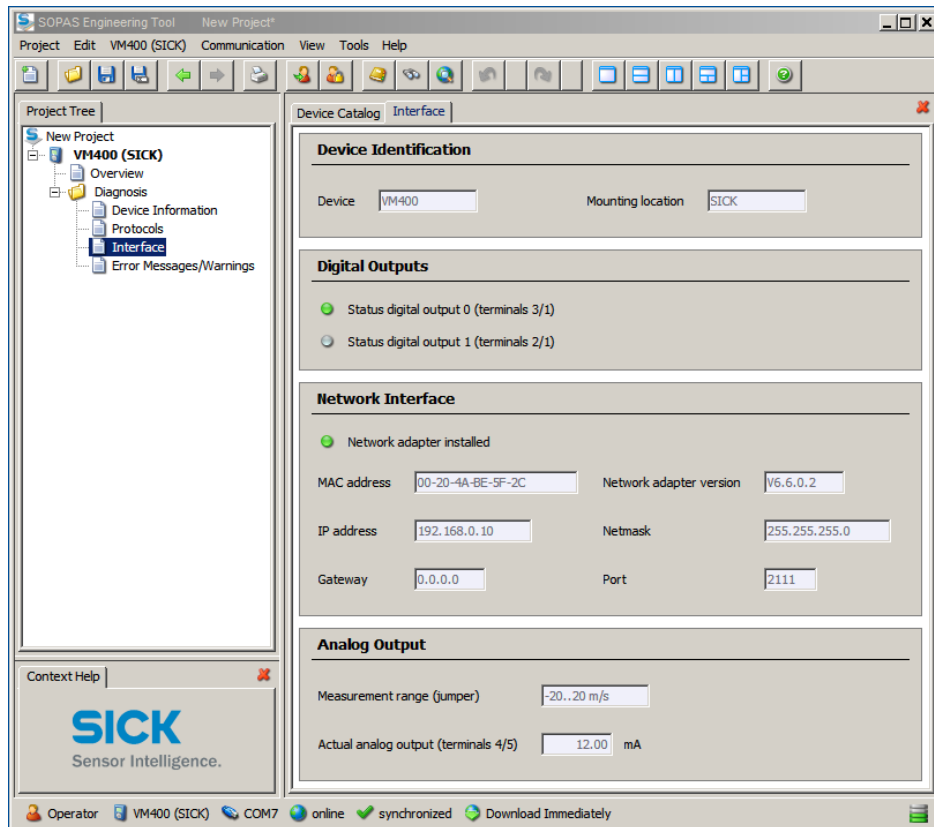 SOPAS Engineering Tool New Project*
Project Edit VM400 (SICK) Communication View Tools Help
Project Tree
New Project
VM400 (SICK)
Overview
Diagnosis
Device Information
Protocols
Interface
Error Messages/Warnings
Device Catalog Interface
Device Identification
Device VM400 Mounting location SICK
Digital Outputs
Status digital output 0 (terminals 3/1)
Status digital output 1 (terminals 2/1)
Network Interface
Network adapter installed
MAC address 00-20-4A-BE-5F-2C Network adapter version V6.6.0.2
IP address 192.168.0.10 Netmask 255.255.255.0
Gateway 0.0.0.0 Port 2111
Analog Output
Measurement range (jumper) -20..20 m/s
Actual analog output (terminals 4/5) 12.00 mA
Context Help
SICK
Sensor Intelligence.
Operator VM400 (SICK) COM7 online synchronized Download Immediately